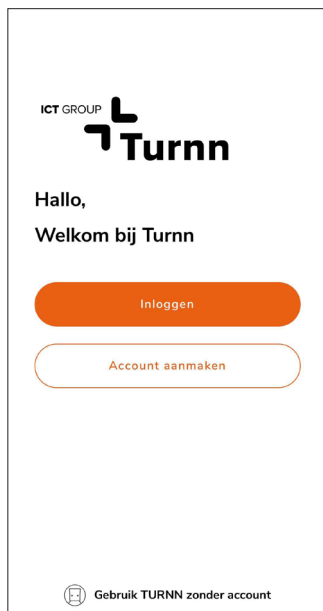 ICT GROUP
Turnn
Hallo,
Welkom bij Turnn
Inloggen
Account aanmaken
Gebruik TURNN zonder account